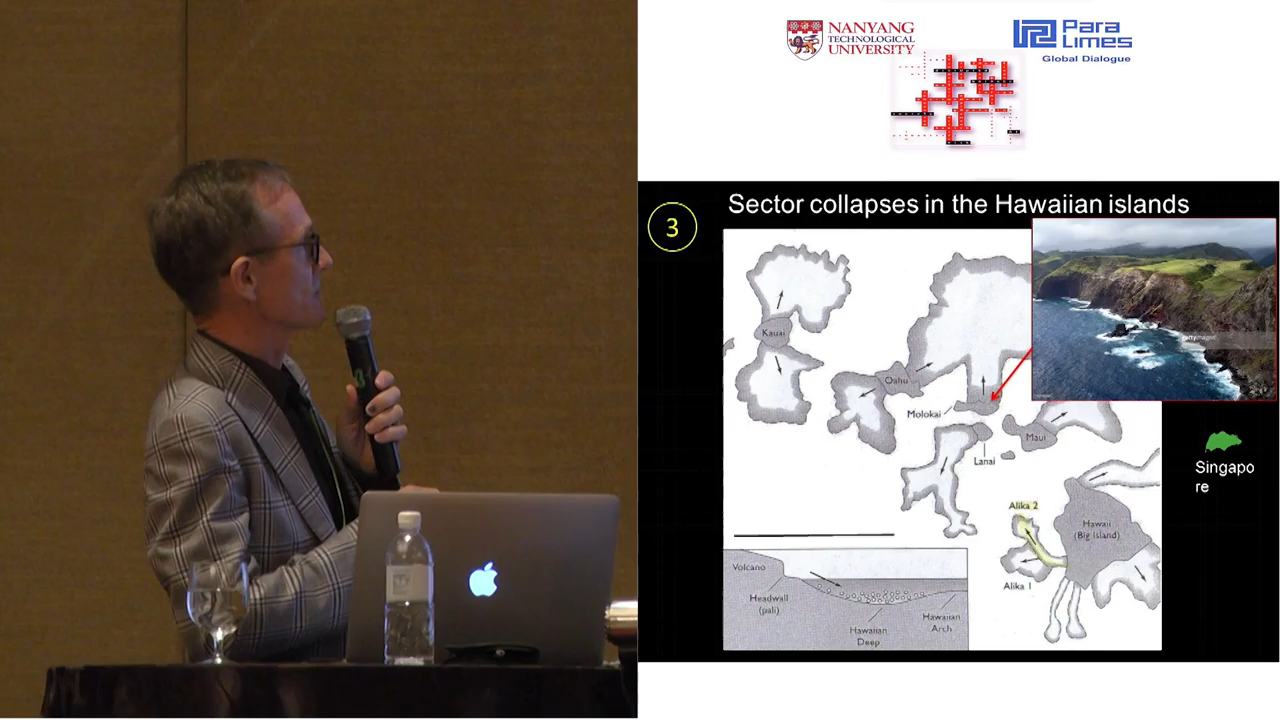 NANYANG
TECHNOLOGICAL
UNIVERSITY
Para
Limes
Global Dialogue
3
Sector collapses in the Hawaiian islands
gettyimages
Kauai
Oahu
Molokai
Maui
Lanai
Singapo
re
Alika 2
Hawaii
(Big Island)
Alika 1
Volcano
Headwall
(pali)
Hawaiian
Deep
Hawaiian
Arch